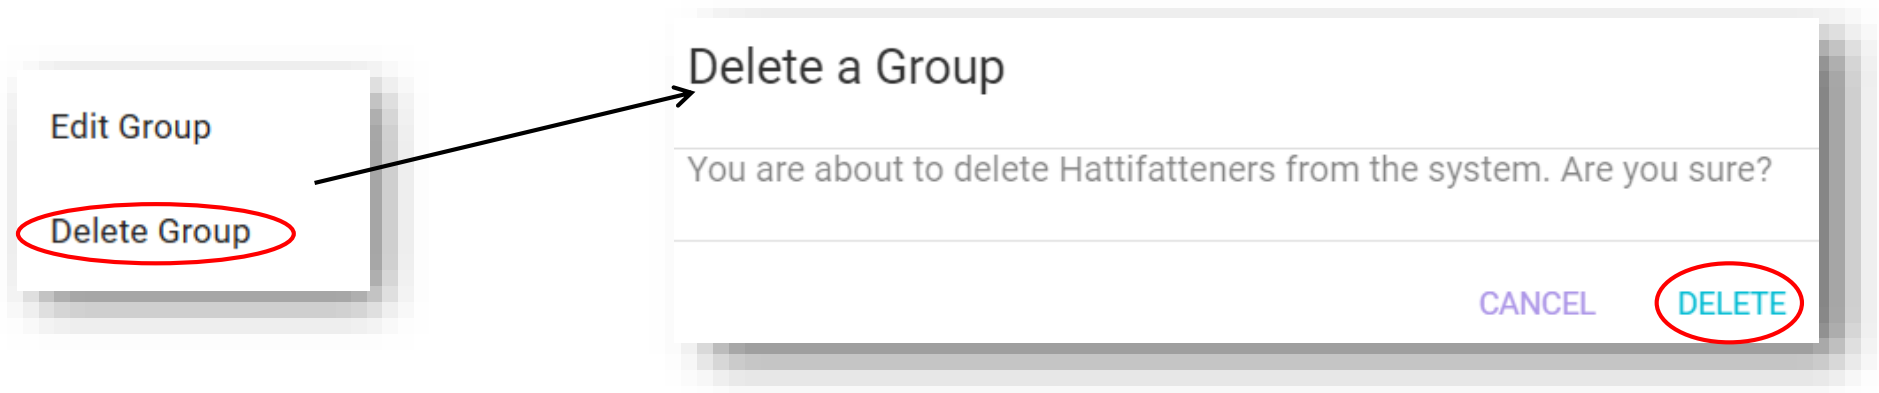 Edit Group
Delete Group
Delete a Group
You are about to delete Hattifatteners from the system. Are you sure?
CANCEL DELETE